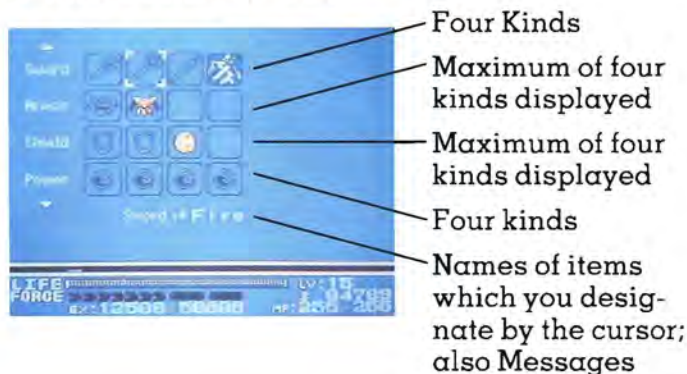 Four Kinds
Sword
Maximum of four
kinds displayed
Armor
Maximum of four
kinds displayed
Shield
Power
Four kinds
Sword of Fire
Names of items
which you desig-
nate by the cursor;
also Messages
LIFE LV:15
FORCE
EX: MP: